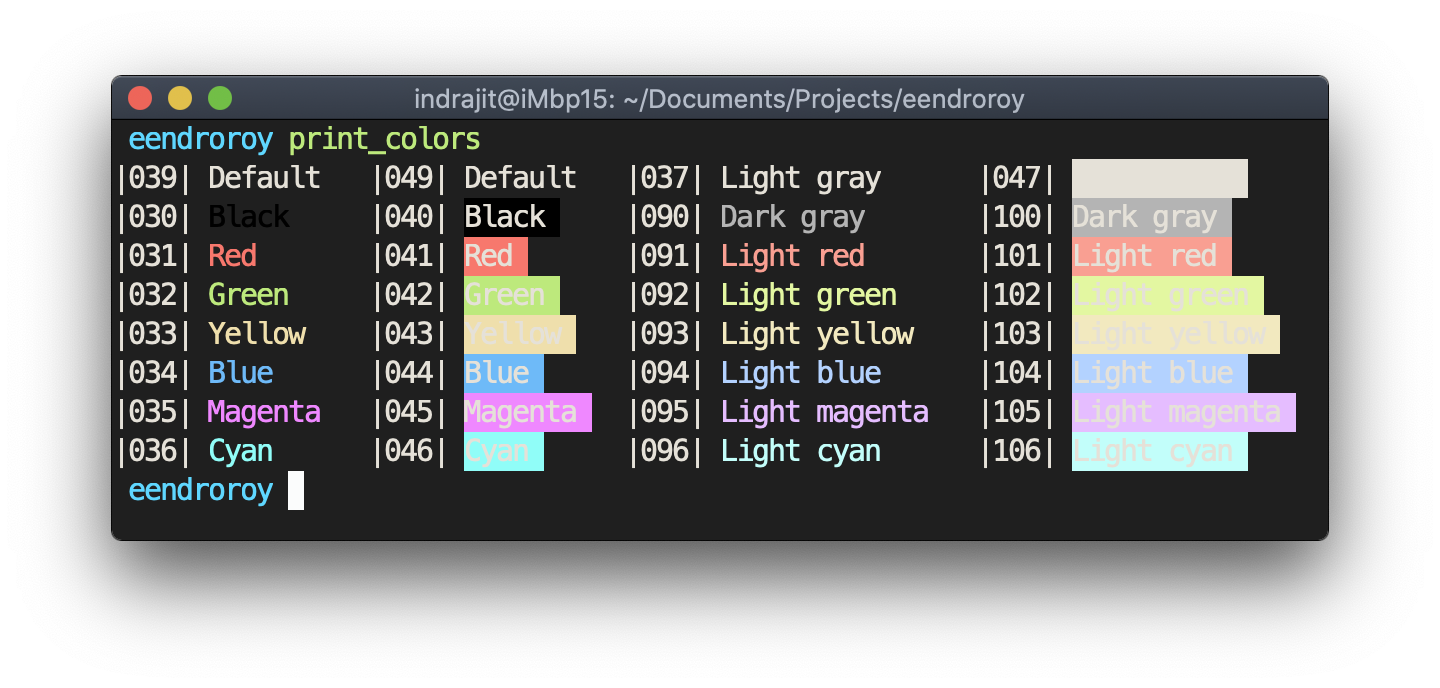 indrajit@iMbp15: ~/Documents/Projects/eendroroy
eendroroy print_colors
|039| Default |049| Default |037| Light gray |047|
|030| Black |040| Black |090| Dark gray |100| Dark gray
|031| Red |041| Red |091| Light red |101| Light red
|032| Green |042| Green |092| Light green |102| Light green
|033| Yellow |043| Yellow |093| Light yellow |103| Light yellow
|034| Blue |044| Blue |094| Light blue |104| Light blue
|035| Magenta |045| Magenta |095| Light magenta |105| Light magenta
|036| Cyan |046| Cyan |096| Light cyan |106| Light cyan
eendroroy